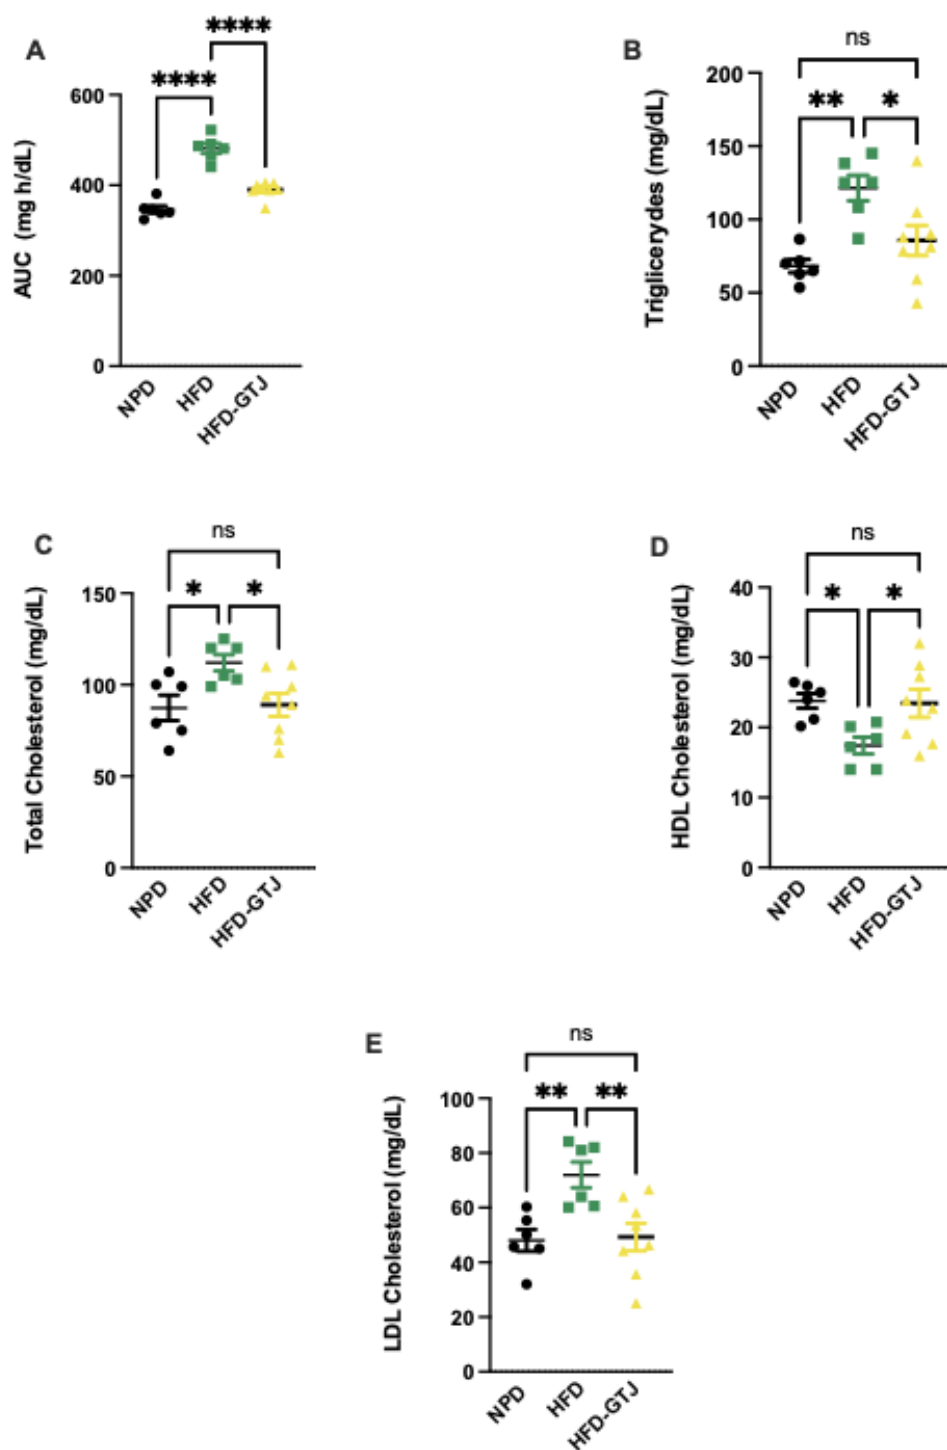 A
****
****
AUC (mg h/dL)
600
400
200
0
NPD
HFD
HFD-GTJ
B
ns
**
*
Triglicerydes (mg/dL)
200
150
100
50
0
NPD
HFD
HFD-GTJ
C
ns
*
*
Total Cholesterol (mg/dL)
150
100
50
0
NPD
HFD
HFD-GTJ
D
ns
*
*
HDL Cholesterol (mg/dL)
40
30
20
10
0
NPD
HFD
HFD-GTJ
E
ns
**
**
LDL Cholesterol (mg/dL)
100
80
60
40
20
0
NPD
HFD
HFD-GTJ